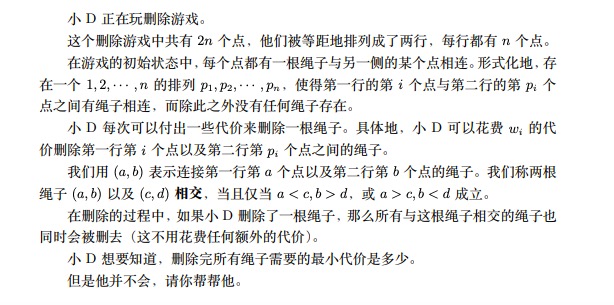 小 D 正在玩删除游戏。
这个删除游戏中共有 2n 个点，他们被等距地排列成了两行，每行都有 n 个点。
在游戏的初始状态中，每个点都有一根绳子与另一侧的某个点相连。形式化地，存
在一个 1, 2, ⋯ , n 的排列 p₁, p₂, ⋯ , pₙ，使得第一行的第 i 个点与第二行的第 pᵢ 个
点之间有绳子相连，而除此之外没有任何绳子存在。
小 D 每次可以付出一些代价来删除一根绳子。具体地，小 D 可以花费 wᵢ 的代
价删除第一行第 i 个点以及第二行第 pᵢ 个点之间的绳子。
我们用 (a, b) 表示连接第一行第 a 个点以及第二行第 b 个点的绳子。我们称两根
绳子 (a, b) 以及 (c, d) 相交，当且仅当 a < c, b > d，或 a > c, b < d 成立。
在删除的过程中，如果小 D 删除了一根绳子，那么所有与这根绳子相交的绳子也
同时会被删去（这不用花费任何额外的代价）。
小 D 想要知道，删除完所有绳子需要的最小代价是多少。
但是他并不会，请你帮帮他。